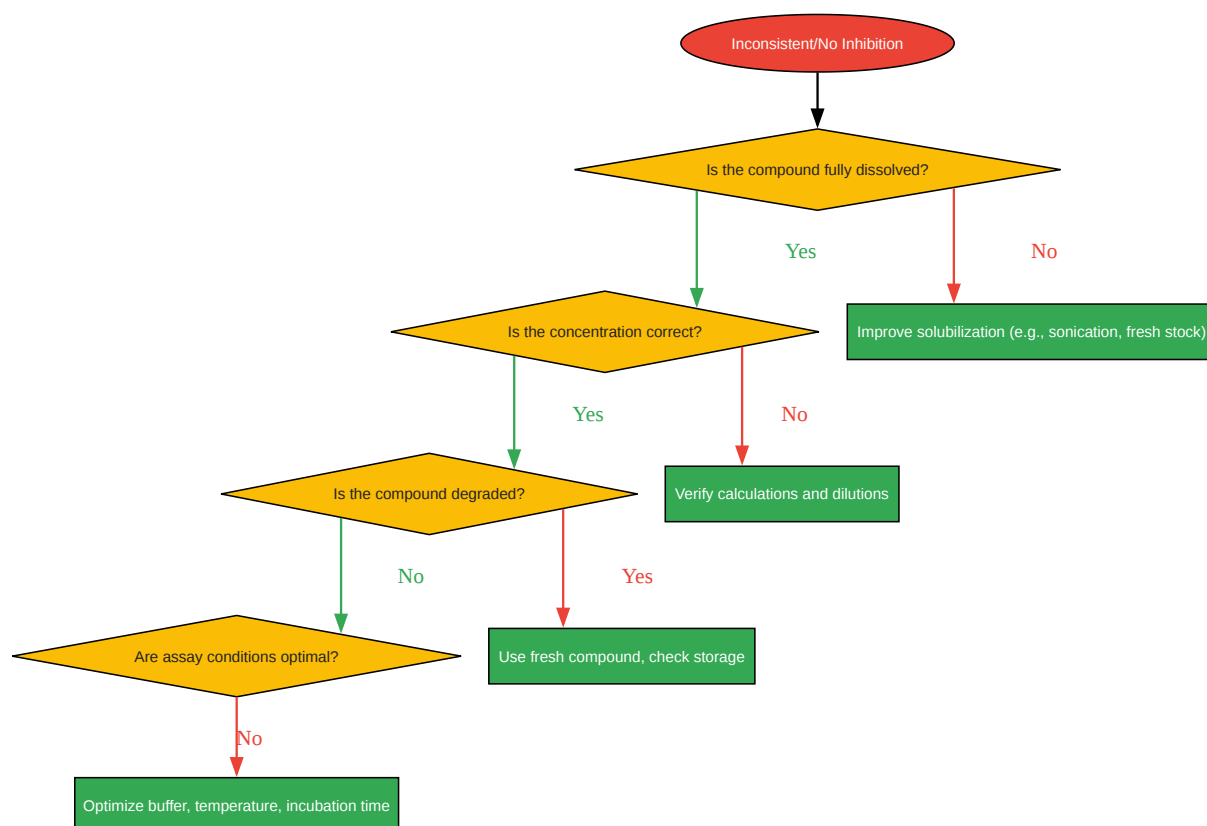 Inconsistent/No Inhibition
Is the compound fully dissolved?
Yes
No
Is the concentration correct?
Improve solubilization (e.g., sonication, fresh stock)
Yes
No
Is the compound degraded?
Verify calculations and dilutions
No
Yes
Are assay conditions optimal?
Use fresh compound, check storage
No
Optimize buffer, temperature, incubation time